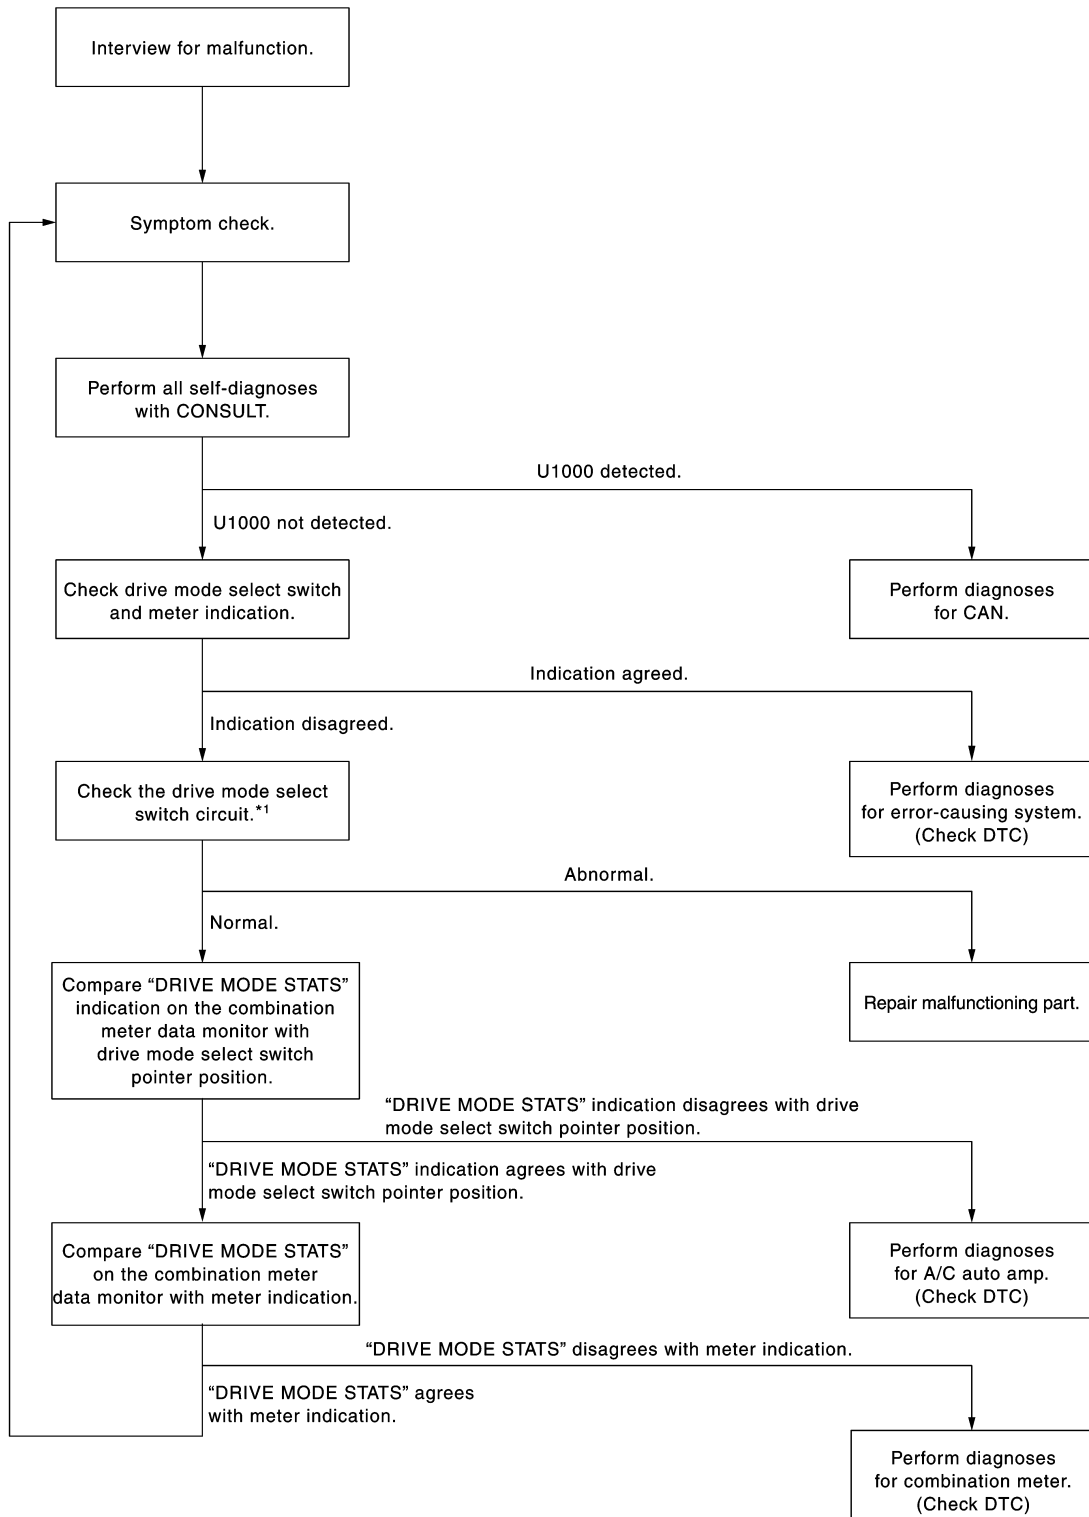 Interview for malfunction.
Symptom check.
Perform all self-diagnoses
with CONSULT.
U1000 detected.
U1000 not detected.
Check drive mode select switch
and meter indication.
Perform diagnoses
for CAN.
Indication agreed.
Indication disagreed.
Check the drive mode select
switch circuit.*1
Perform diagnoses
for error-causing system.
(Check DTC)
Abnormal.
Normal.
Compare “DRIVE MODE STATS”
indication on the combination
meter data monitor with
drive mode select switch
pointer position.
Repair malfunctioning part.
“DRIVE MODE STATS” indication disagrees with drive
mode select switch pointer position.
“DRIVE MODE STATS” indication agrees with drive
mode select switch pointer position.
Compare “DRIVE MODE STATS”
on the combination meter
data monitor with meter indication.
Perform diagnoses
for A/C auto amp.
(Check DTC)
“DRIVE MODE STATS” disagrees with meter indication.
“DRIVE MODE STATS” agrees
with meter indication.
Perform diagnoses
for combination meter.
(Check DTC)